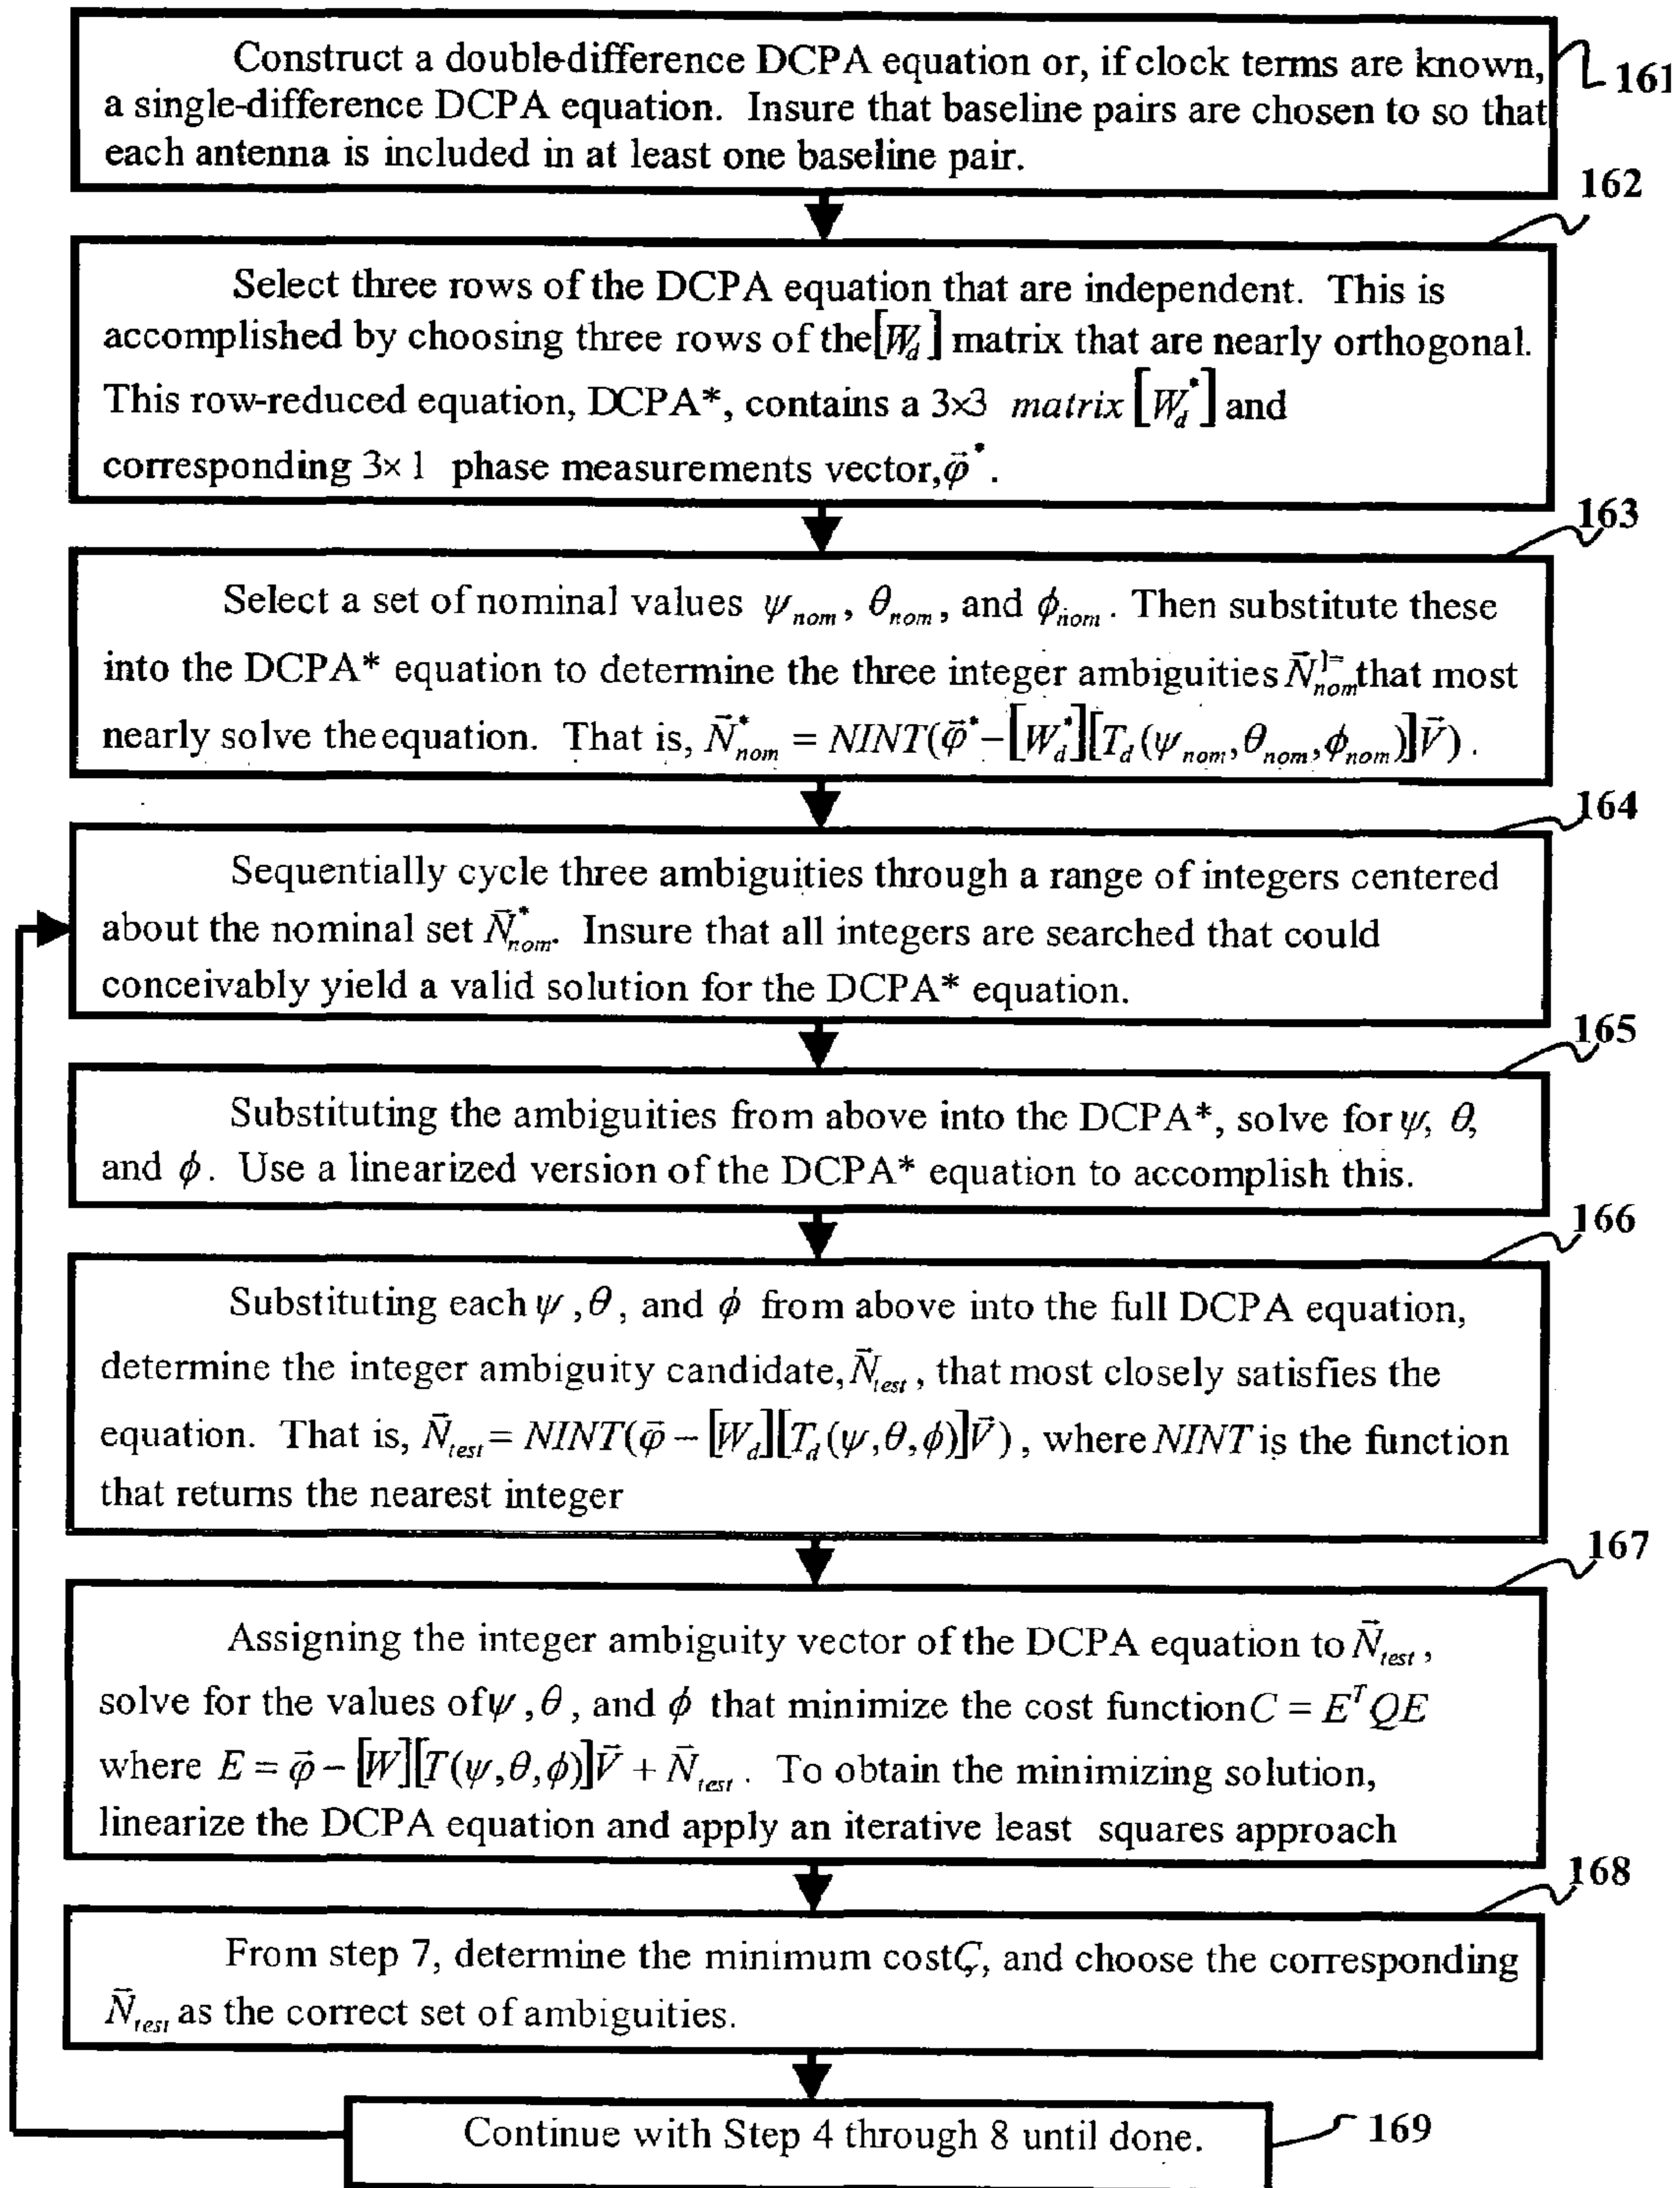 Construct a double-difference DCPA equation or, if clock terms are known,
a single-difference DCPA equation. Insure that baseline pairs are chosen to so that
each antenna is included in at least one baseline pair.
161
162
Select three rows of the DCPA equation that are independent. This is
accomplished by choosing three rows of the [W_d] matrix that are nearly orthogonal.
This row-reduced equation, DCPA*, contains a 3×3 matrix [W_d^*] and
corresponding 3×1 phase measurements vector, φ⃗^*.
163
Select a set of nominal values ψ_nom, θ_nom, and ϕ_nom. Then substitute these
into the DCPA* equation to determine the three integer ambiguities N⃗_nom that most
nearly solve the equation. That is, N⃗^*_nom = NINT(φ⃗^* − [W_d^*][T_d(ψ_nom, θ_nom, ϕ_nom)]V⃗).
164
Sequentially cycle three ambiguities through a range of integers centered
about the nominal set N⃗^*_nom. Insure that all integers are searched that could
conceivably yield a valid solution for the DCPA* equation.
165
Substituting the ambiguities from above into the DCPA*, solve for ψ, θ,
and ϕ. Use a linearized version of the DCPA* equation to accomplish this.
166
Substituting each ψ, θ, and ϕ from above into the full DCPA equation,
determine the integer ambiguity candidate, N⃗_test, that most closely satisfies the
equation. That is, N⃗_test = NINT(φ⃗ − [W_d][T_d(ψ,θ,ϕ)]V⃗), where NINT is the function
that returns the nearest integer
167
Assigning the integer ambiguity vector of the DCPA equation to N⃗_test,
solve for the values of ψ, θ, and ϕ that minimize the cost function C = E^T QE
where E = φ⃗ − [W][T(ψ,θ,ϕ)]V⃗ + N⃗_test. To obtain the minimizing solution,
linearize the DCPA equation and apply an iterative least squares approach
168
From step 7, determine the minimum cost C, and choose the corresponding
N⃗_test as the correct set of ambiguities.
Continue with Step 4 through 8 until done.
169